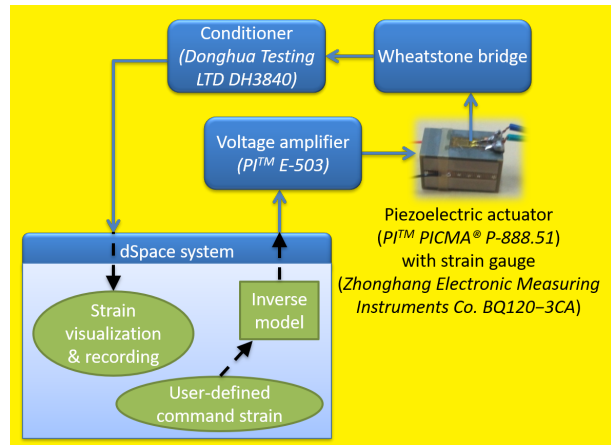 Conditioner
(Donghua Testing
LTD DH3840)
Wheatstone bridge
Voltage amplifier
(PI™ E-503)
Piezoelectric actuator
(PI™ PICMA® P-888.51)
with strain gauge
(Zhonghang Electronic Measuring
Instruments Co. BQ120−3CA)
dSpace system
Strain
visualization
& recording
Inverse
model
User-defined
command strain